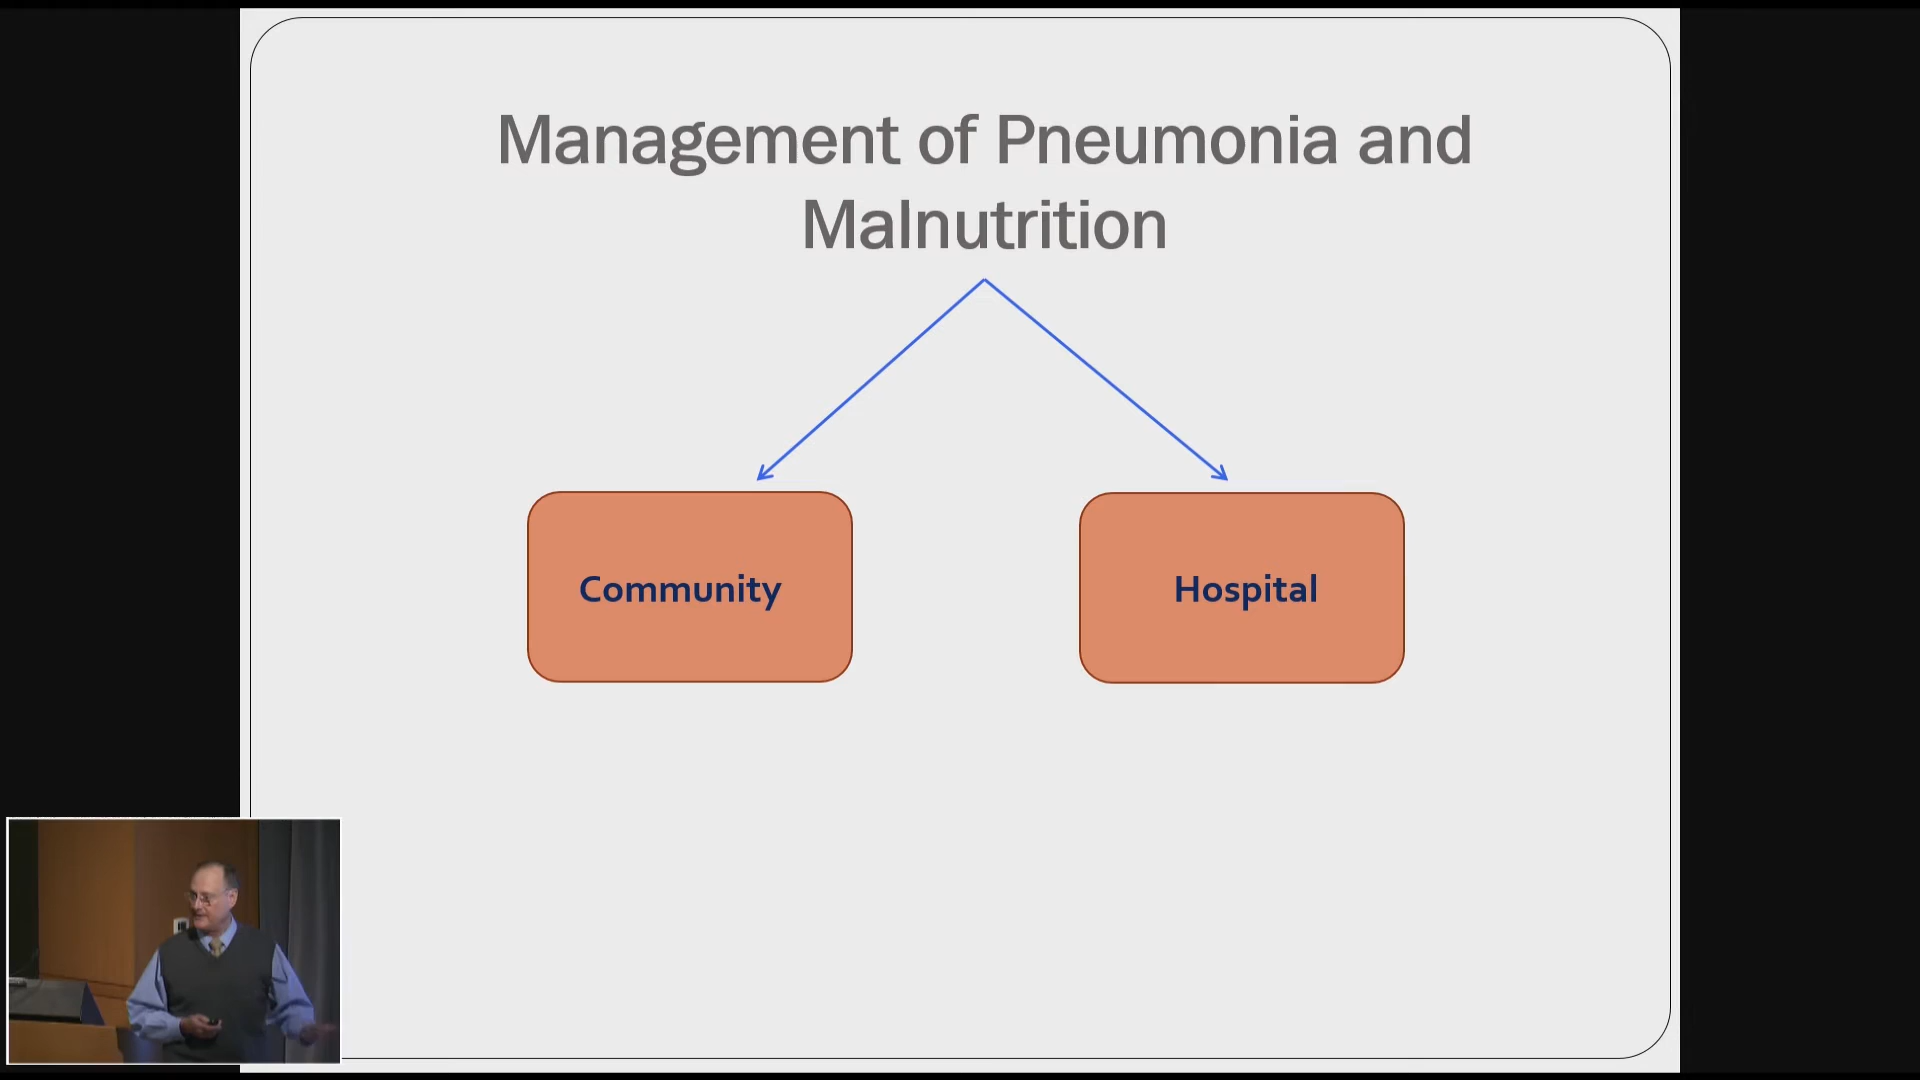 Management of Pneumonia and
Malnutrition
Community
Hospital